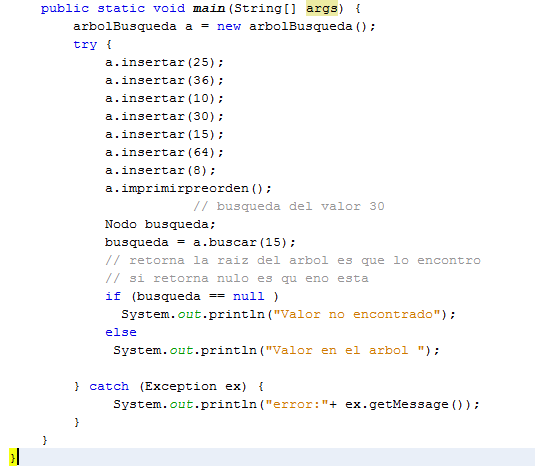 public static void main(String[] args) {
arbolBusqueda a = new arbolBusqueda();
try {
a.insertar(25);
a.insertar(36);
a.insertar(10);
a.insertar(30);
a.insertar(15);
a.insertar(64);
a.insertar(8);
a.imprimirpreorden();
// busqueda del valor 30
Nodo busqueda;
busqueda = a.buscar(15);
// retorna la raiz del arbol es que lo encontro
// si retorna nulo es qu eno esta
if (busqueda == null )
System.out.println("Valor no encontrado");
else
System.out.println("Valor en el arbol ");
} catch (Exception ex) {
System.out.println("error:"+ ex.getMessage());
}
}
}